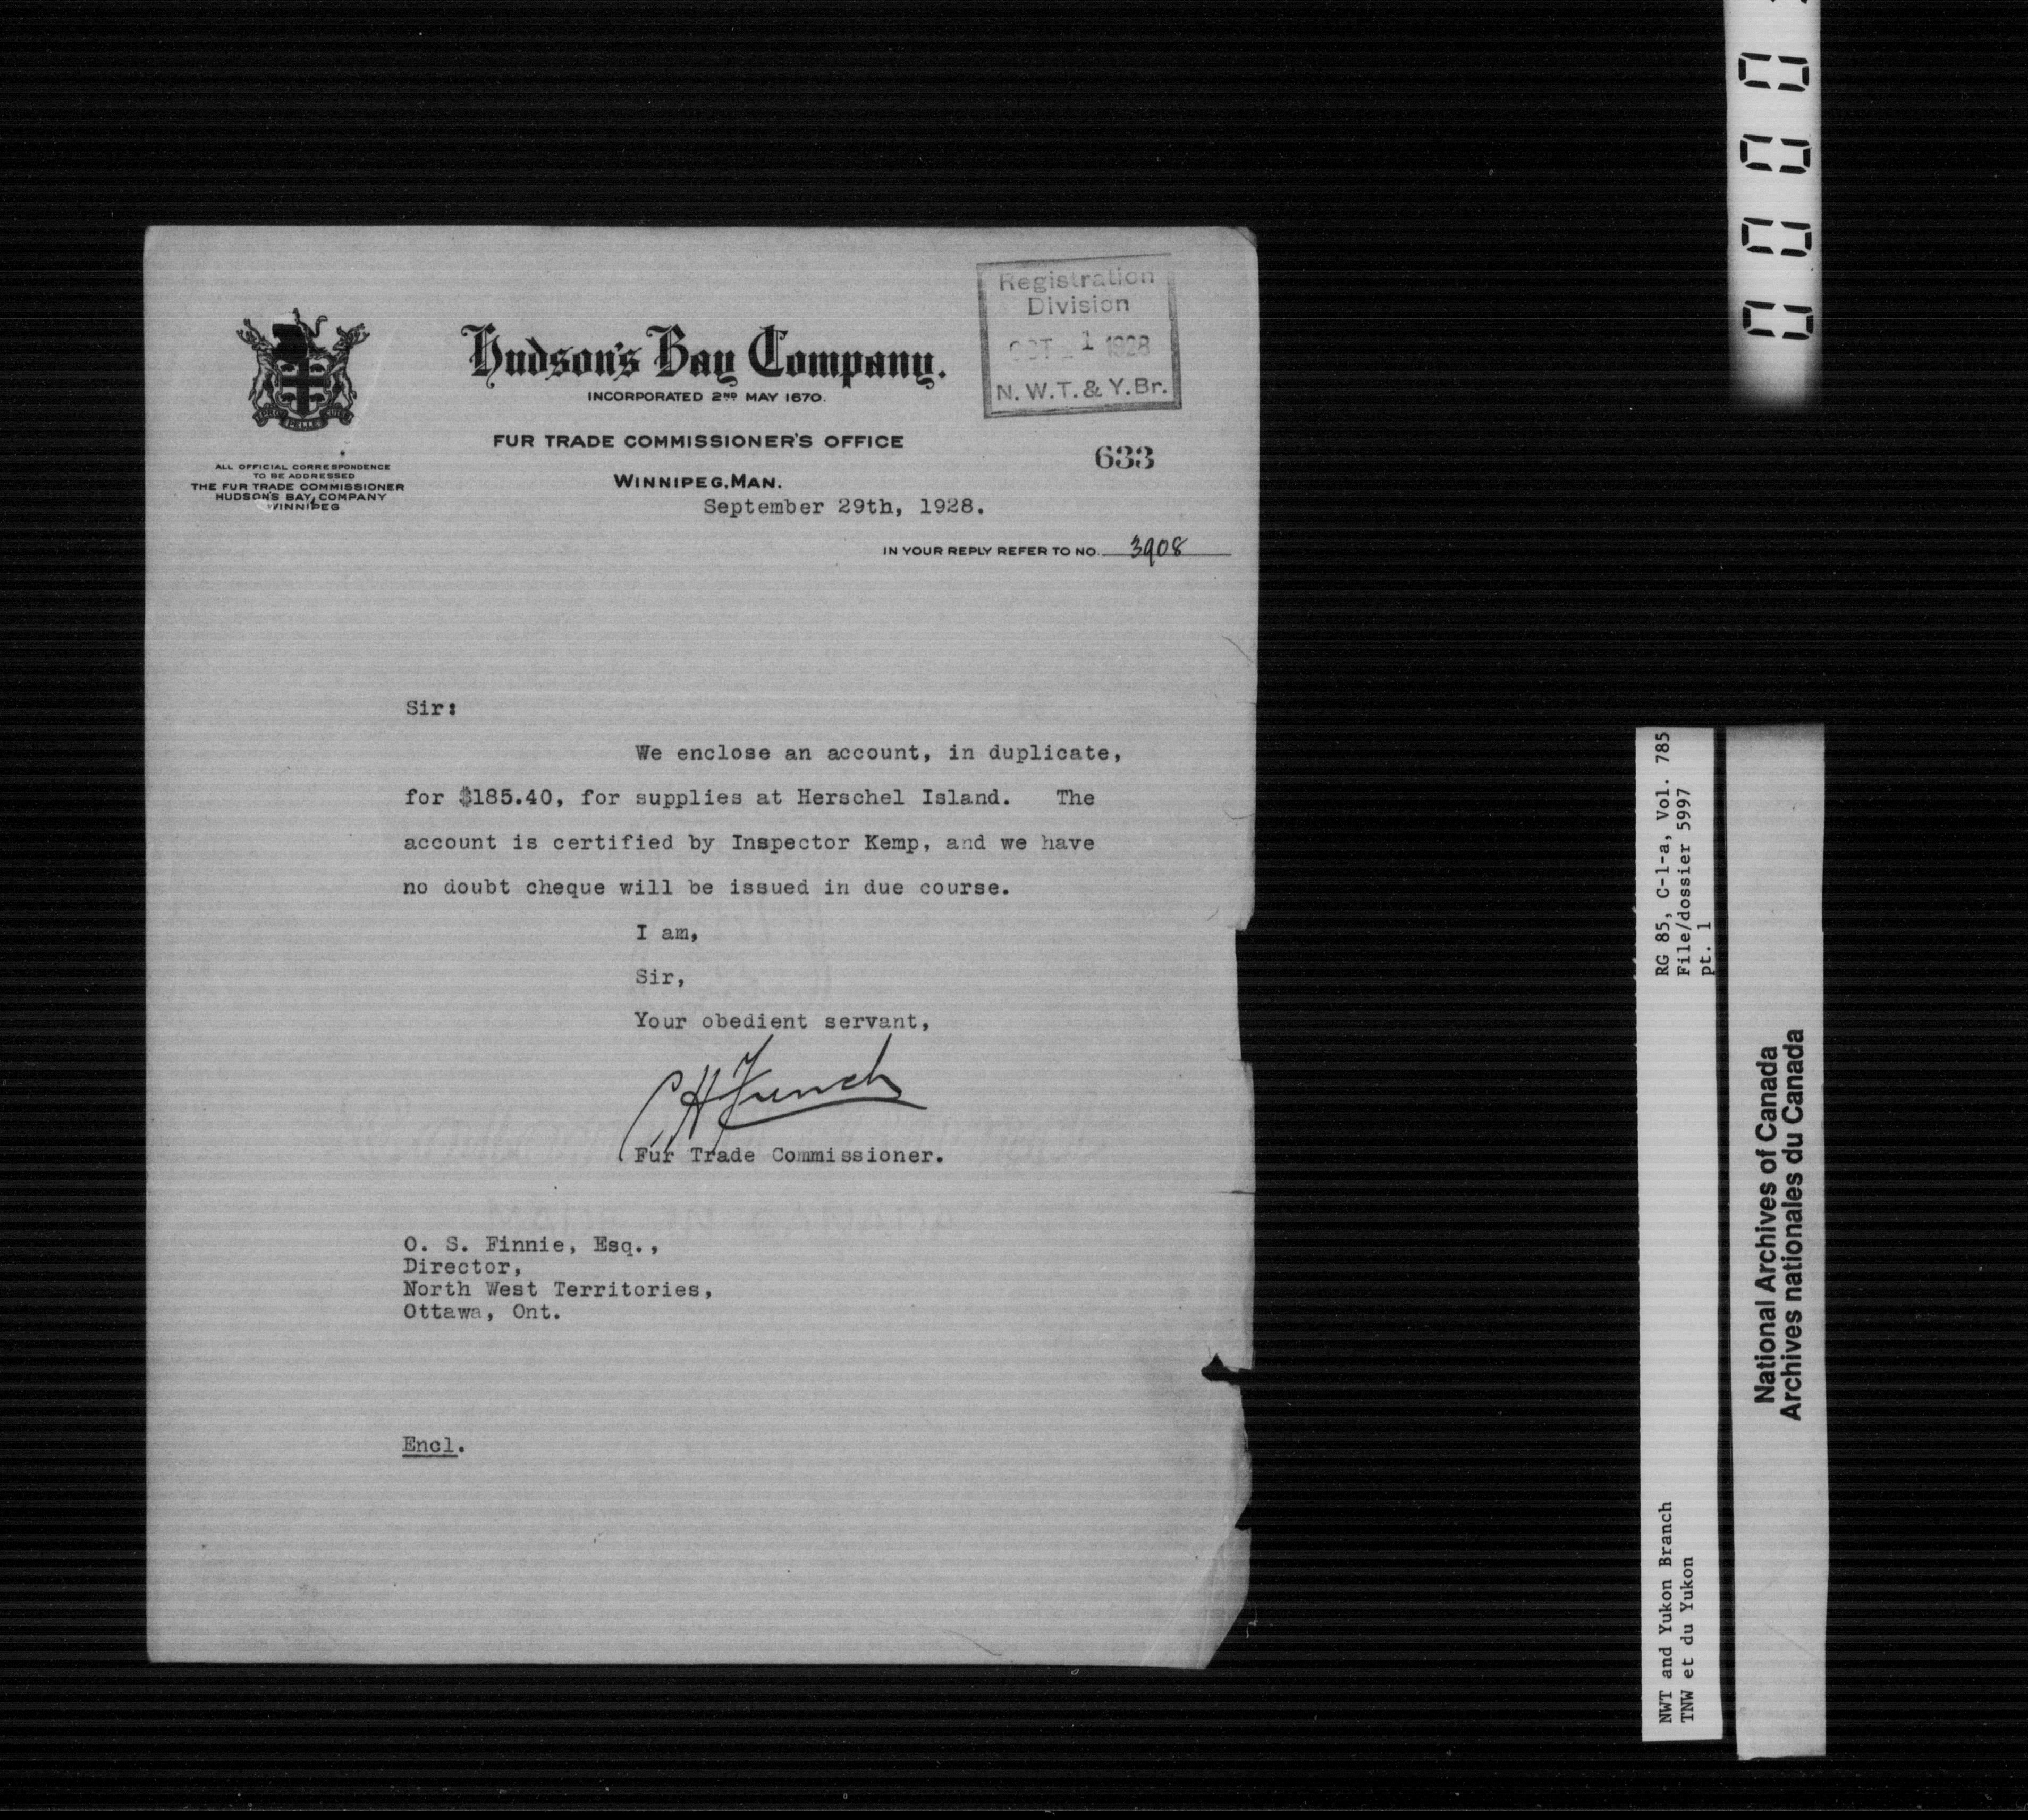 Registration
Division
OCT 1 1928
N. W. T. & Y. Br.
Hudson's Bay Company.
INCORPORATED 2ND MAY 1670.
FUR TRADE COMMISSIONER'S OFFICE
633
WINNIPEG, MAN.
PRO PELLE CUTEM
ALL OFFICIAL CORRESPONDENCE
TO BE ADDRESSED
THE FUR TRADE COMMISSIONER
HUDSON'S BAY COMPANY
WINNIPEG
September 29th, 1928.
IN YOUR REPLY REFER TO NO. 3908
Sir:
We enclose an account, in duplicate,
for $185.40, for supplies at Herschel Island. The
account is certified by Inspector Kemp, and we have
no doubt cheque will be issued in due course.
I am,
Sir,
Your obedient servant,
C H French
Fur Trade Commissioner.
O. S. Finnie, Esq.,
Director,
North West Territories,
Ottawa, Ont.
Encl.
0000
RG 85, C-1-a, Vol. 785
File/dossier 5997
pt. 1
NWT and Yukon Branch
TNW et du Yukon
National Archives of Canada
Archives nationales du Canada